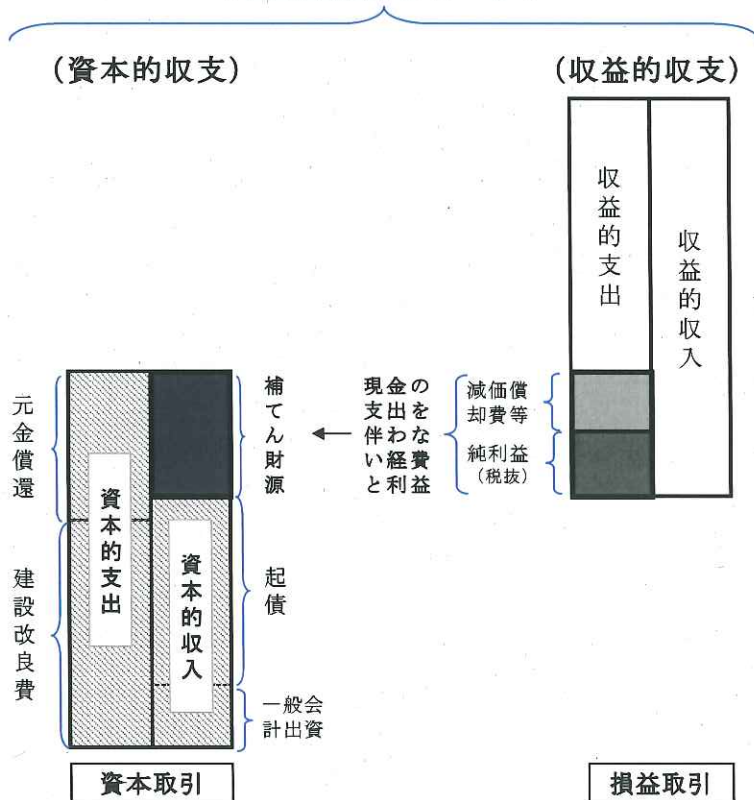 (資本的収支)
(収益的収支)
収益的支出
収益的収入
元金償還
建設改良費
資本的支出
資本的収入
補てん財源
起債
一般会
計出資
現金の
支出を
伴わな
い経費
と利益
減価償
却費等
純利益
(税抜)
資本取引
損益取引